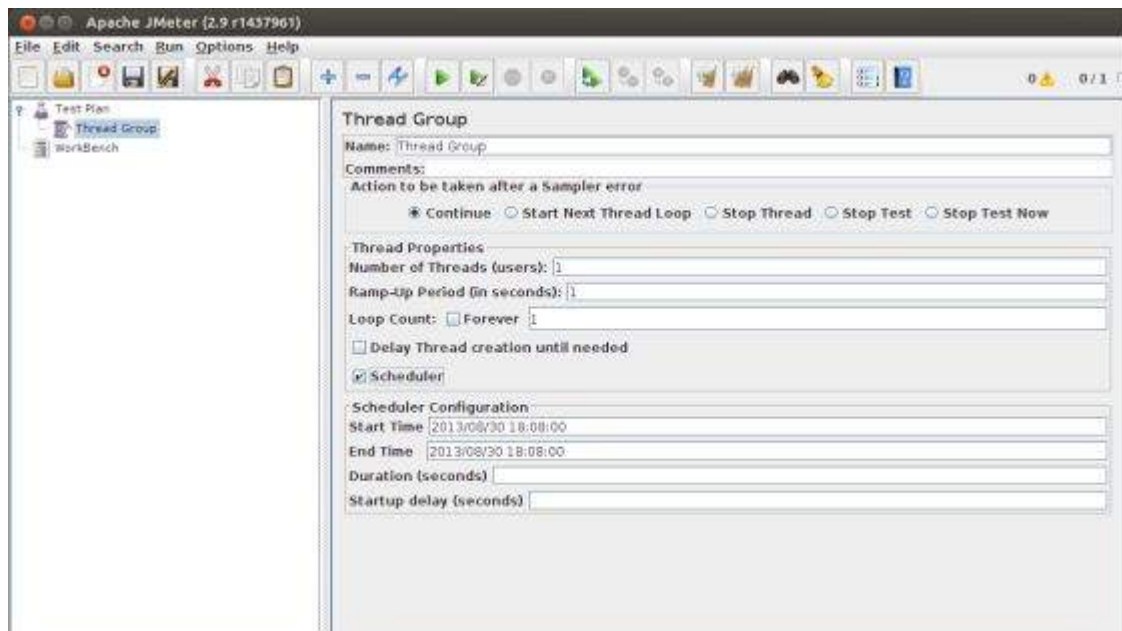 Apache JMeter (2.9 r1437961)
File Edit Search Run Options Help
0 0 / 1
Test Plan
Thread Group
WorkBench
Thread Group
Name: Thread Group
Comments:
Action to be taken after a Sampler error
Continue Start Next Thread Loop Stop Thread Stop Test Stop Test Now
Thread Properties
Number of Threads (users): 1
Ramp-Up Period (in seconds): 1
Loop Count: Forever 1
Delay Thread creation until needed
Scheduler
Scheduler Configuration
Start Time 2013/08/30 18:08:00
End Time 2013/08/30 18:08:00
Duration (seconds)
Startup delay (seconds)